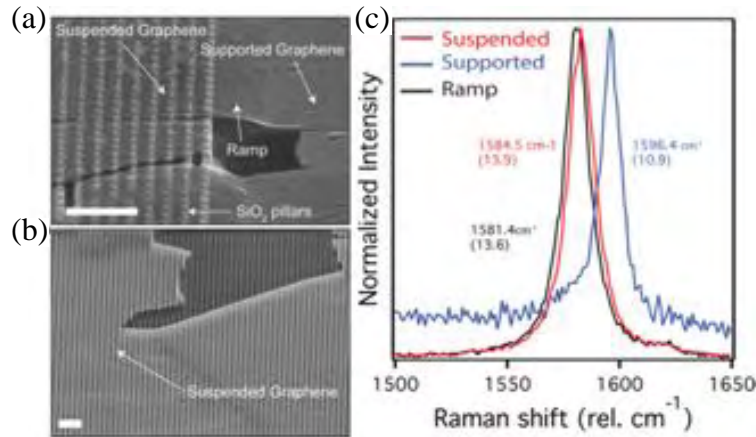 (a)
Suspended Graphene
Supported Graphene
Ramp
SiO₂ pillars
(b)
Suspended Graphene
(c)
Suspended
Supported
Ramp
1584.5 cm-1
(13.9)
1596.4 cm⁻¹
(10.9)
1581.4cm⁻¹
(13.6)
Normalized Intensity
1500
1550
1600
1650
Raman shift (rel. cm⁻¹)